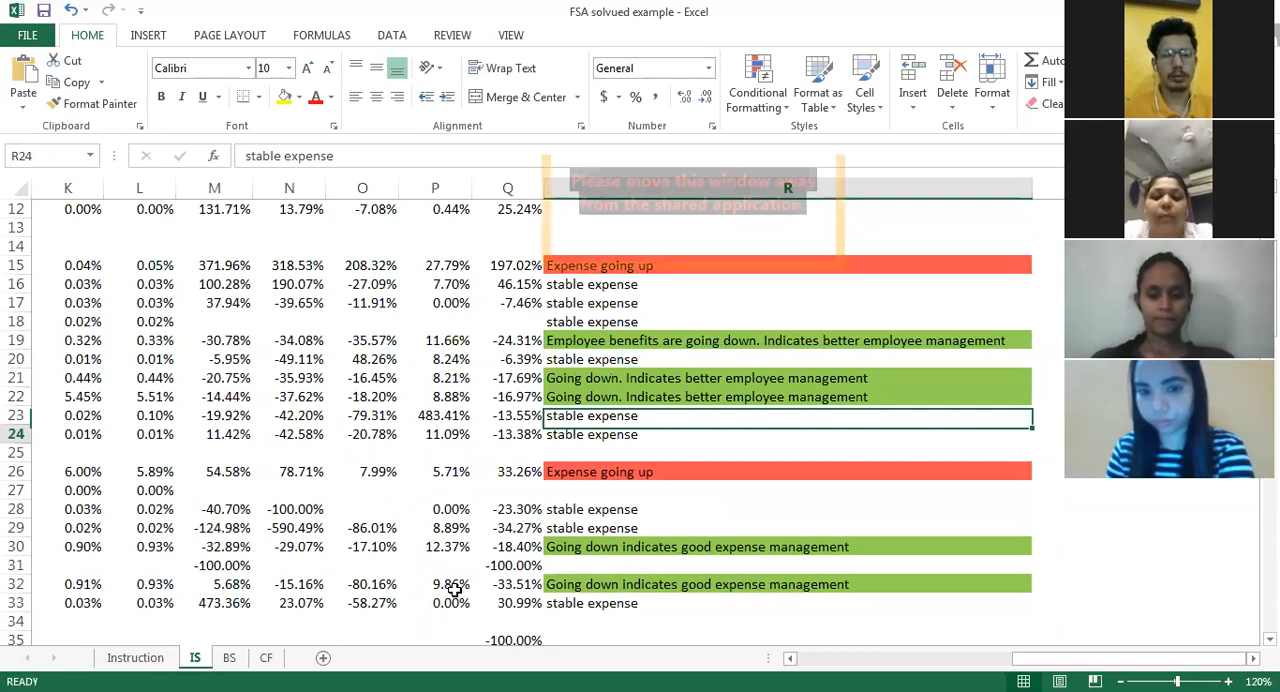 FSA solvued example - Excel
FILE HOME INSERT PAGE LAYOUT FORMULAS DATA REVIEW VIEW
Paste
Cut
Copy
Format Painter
Calibri 10
B I U
General
Wrap Text
Merge & Center
$ % ,
Conditional Formatting
Format as Table
Cell Styles
Insert Delete Format
Fill
Clipboard Font Alignment Number Styles Cells
R24 fx stable expense
Please move this window away
from the shared application
K L M N O P Q R
12 0.00% 0.00% 131.71% 13.79% -7.08% 0.44% 25.24%
13
14
15 0.04% 0.05% 371.96% 318.53% 208.32% 27.79% 197.02% Expense going up
16 0.03% 0.03% 100.28% 190.07% -27.09% 7.70% 46.15% stable expense
17 0.03% 0.03% 37.94% -39.65% -11.91% 0.00% -7.46% stable expense
18 0.02% 0.02% stable expense
19 0.32% 0.33% -30.78% -34.08% -35.57% 11.66% -24.31% Employee benefits are going down. Indicates better employee management
20 0.01% 0.01% -5.95% -49.11% 48.26% 8.24% -6.39% stable expense
21 0.44% 0.44% -20.75% -35.93% -16.45% 8.21% -17.69% Going down. Indicates better employee management
22 5.45% 5.51% -14.44% -37.62% -18.20% 8.88% -16.97% Going down. Indicates better employee management
23 0.02% 0.10% -19.92% -42.20% -79.31% 483.41% -13.55% stable expense
24 0.01% 0.01% 11.42% -42.58% -20.78% 11.09% -13.38% stable expense
25
26 6.00% 5.89% 54.58% 78.71% 7.99% 5.71% 33.26% Expense going up
27 0.00% 0.00%
28 0.03% 0.02% -40.70% -100.00% 0.00% -23.30% stable expense
29 0.02% 0.02% -124.98% -590.49% -86.01% 8.89% -34.27% stable expense
30 0.90% 0.93% -32.89% -29.07% -17.10% 12.37% -18.40% Going down indicates good expense management
31 -100.00% -100.00%
32 0.91% 0.93% 5.68% -15.16% -80.16% -33.51% Going down indicates good expense management
33 0.03% 0.03% 473.36% 23.07% -58.27% 0.00% 30.99% stable expense
34
35 -100.00%
Instruction IS BS CF
READY 120%